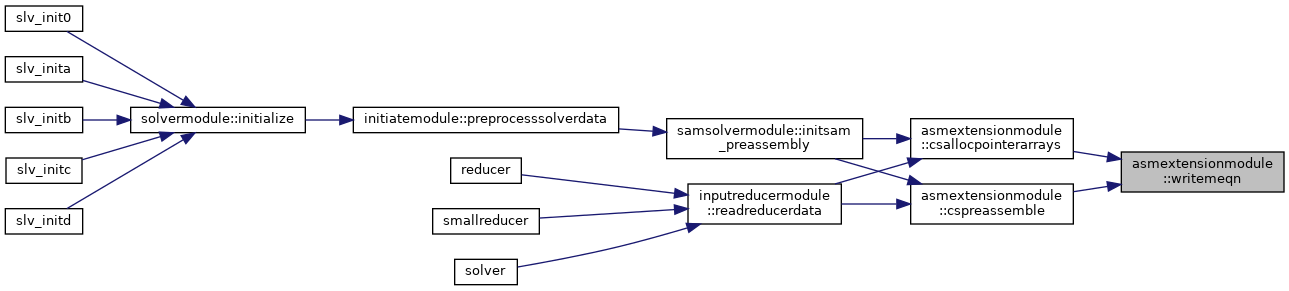 slv_init0
slv_inita
slv_initb
slv_initc
slv_initd
solvermodule::initialize
initiatemodule::preprocesssolverdata
reducer
smallreducer
solver
samsolvermodule::initsam
_preassembly
inputreducermodule
::readreducerdata
asmextensionmodule
::csallocpointerarrays
asmextensionmodule
::cspreassemble
asmextensionmodule
::writemeqn